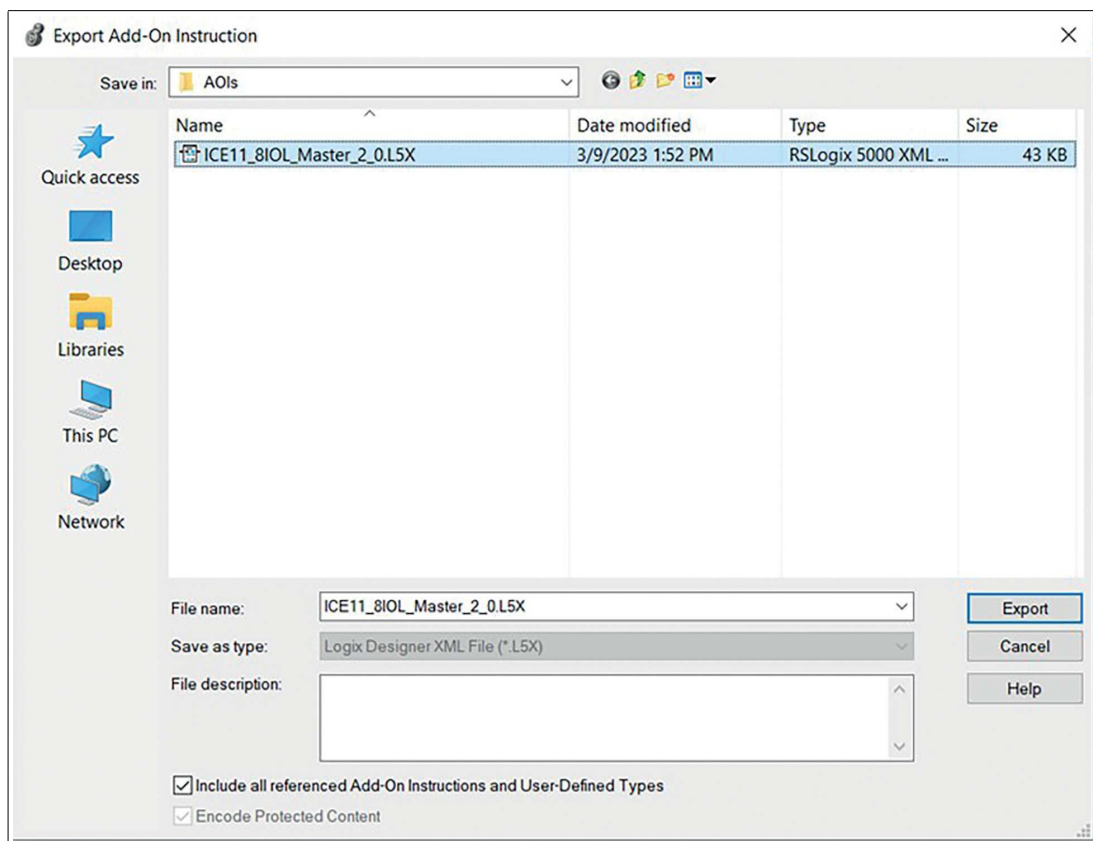 Export Add-On Instruction
Save in: AOIs
Name Date modified Type Size
ICE11_8IOL_Master_2_0.L5X 3/9/2023 1:52 PM RSLogix 5000 XML ... 43 KB
Quick access
Desktop
Libraries
This PC
Network
File name: ICE11_8IOL_Master_2_0.L5X Export
Save as type: Logix Designer XML File (*.L5X) Cancel
File description: Help
Include all referenced Add-On Instructions and User-Defined Types
Encode Protected Content